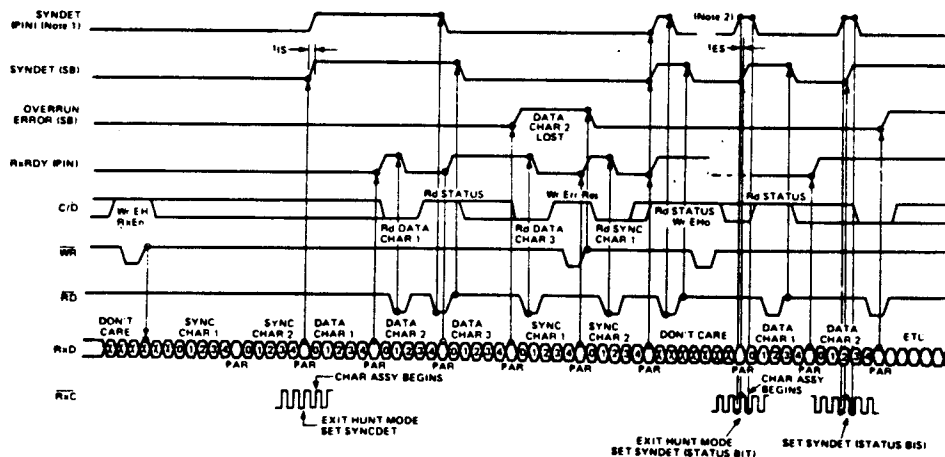 SYNDET
(PIN) (Note 1)
(Note 2)
tIS
tES
SYNDET (SB)
OVERRUN
ERROR (SB)
DATA
CHAR 2
LOST
RxRDY (PIN)
C/D
Wr EH
RxEn
Rd DATA
CHAR 1
Rd STATUS
Rd DATA
CHAR 3
Wr Err Res
Rd SYNC
CHAR 1
Rd STATUS
Wr EHo
Rd STATUS
WR
RD
DON'T
CARE
SYNC
CHAR 1
SYNC
CHAR 2
DATA
CHAR 1
DATA
CHAR 2
DATA
CHAR 3
SYNC
CHAR 1
SYNC
CHAR 2
DON'T CARE
DATA
CHAR 1
DATA
CHAR 2
ETC
RxD
PAR
PAR
PAR
PAR
PAR
PAR
PAR
PAR
PAR
RxC
CHAR ASSY BEGINS
EXIT HUNT MODE
SET SYNCDET
CHAR ASSY
BEGINS
EXIT HUNT MODE
SET SYNDET (STATUS BIT)
SET SYNDET (STATUS BIS)